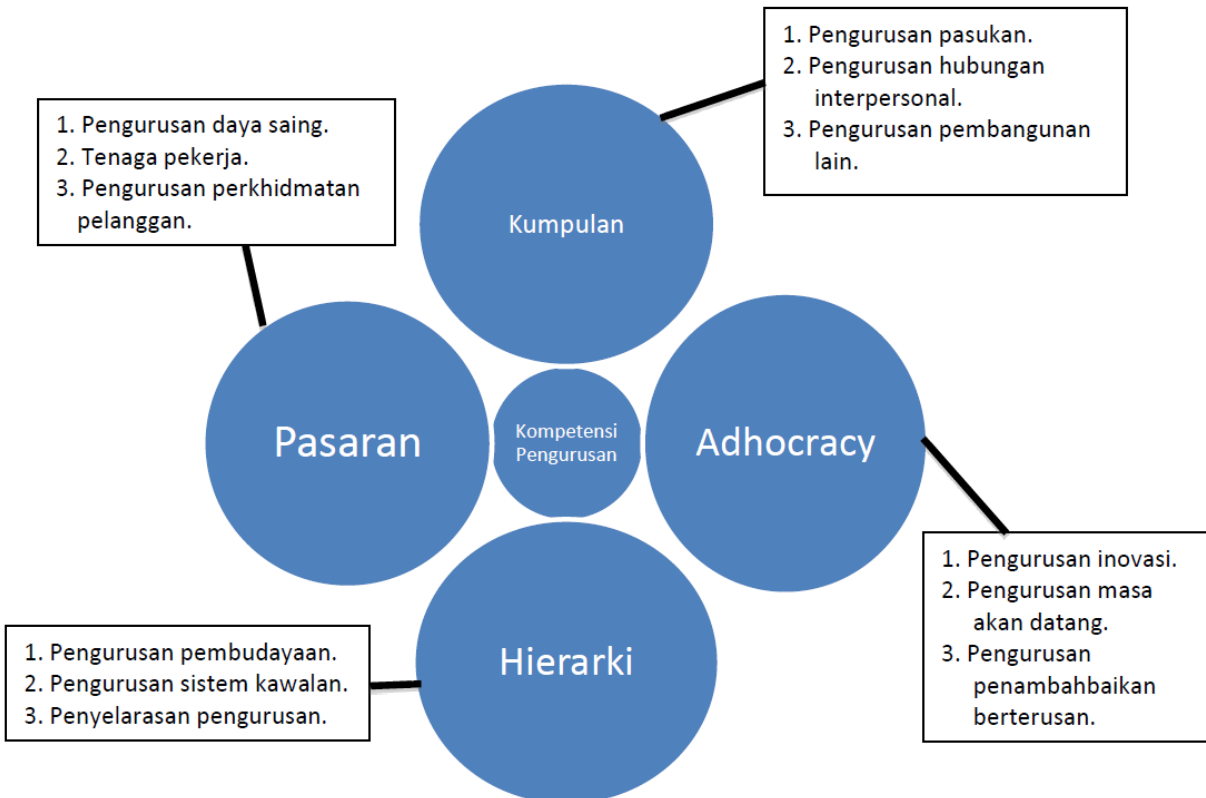 1. Pengurusan pasukan.
2. Pengurusan hubungan
interpersonal.
3. Pengurusan pembangunan
lain.
1. Pengurusan daya saing.
2. Tenaga pekerja.
3. Pengurusan perkhidmatan
pelanggan.
Kumpulan
Pasaran
Kompetensi
Pengurusan
Adhocracy
Hierarki
1. Pengurusan inovasi.
2. Pengurusan masa
akan datang.
3. Pengurusan
penambahbaikan
berterusan.
1. Pengurusan pembudayaan.
2. Pengurusan sistem kawalan.
3. Penyelarasan pengurusan.